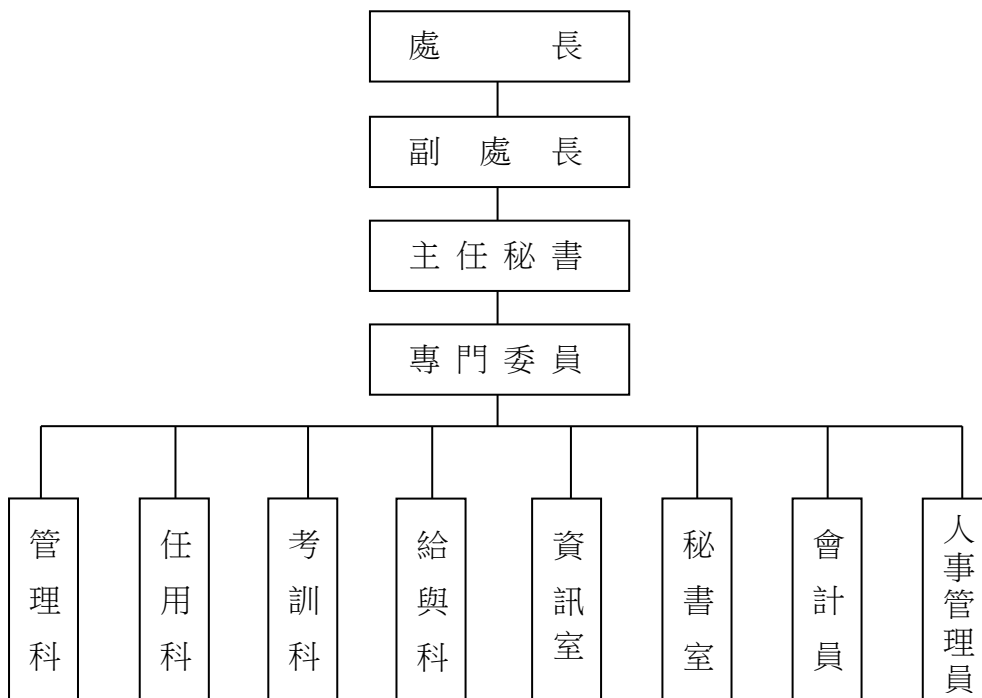 處長
副處長
主任秘書
專門委員
管理科
任用科
考訓科
給與科
資訊室
秘書室
會計員
人事管理員